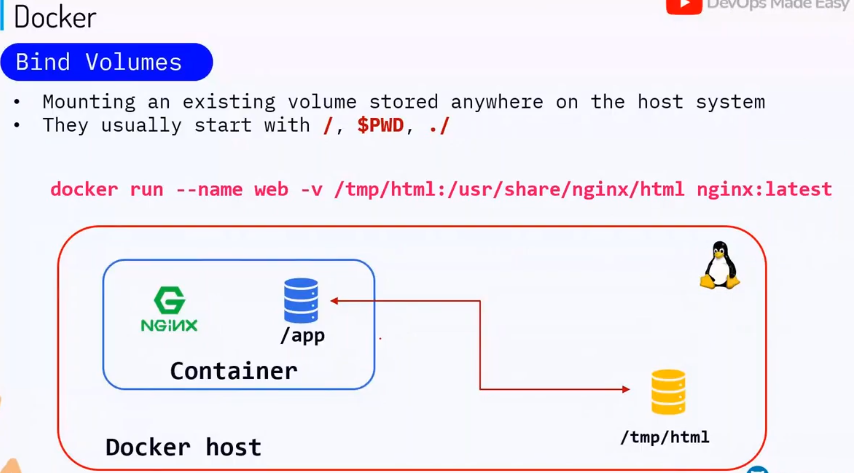 Docker
DevOps Made Easy
Bind Volumes
• Mounting an existing volume stored anywhere on the host system
• They usually start with /, $PWD, ./
docker run --name web -v /tmp/html:/usr/share/nginx/html nginx:latest
NGINX
/app
Container
/tmp/html
Docker host